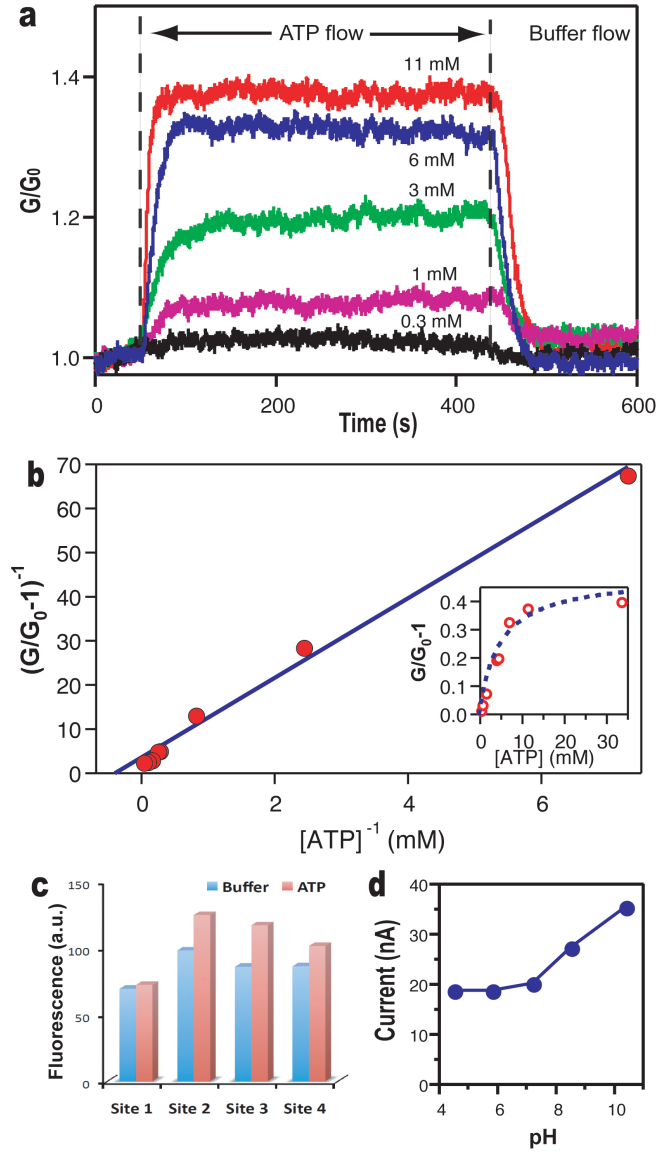 a
ATP flow
Buffer flow
11 mM
6 mM
3 mM
1 mM
0.3 mM
1.4
1.2
1.0
G/G0
0
200
400
600
Time (s)
b
70
60
50
40
30
20
10
0
(G/G0-1)-1
0
2
4
6
[ATP]-1 (mM)
0.4
0.3
0.2
0.1
0.0
G/G0-1
0
10
20
30
[ATP] (mM)
c
Buffer
ATP
150
100
50
0
Fluorescence (a.u.)
Site 1
Site 2
Site 3
Site 4
d
40
30
20
10
0
Current (nA)
4
6
8
10
pH